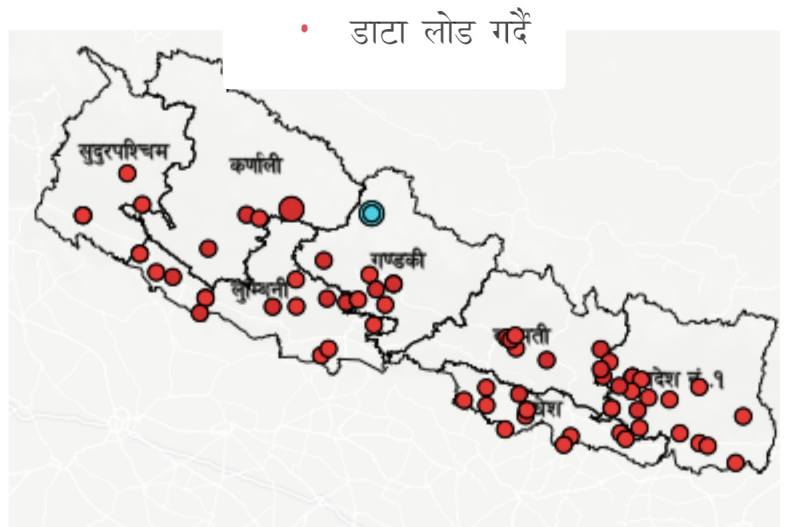 • डाटा लोड गर्दै
सुदुरपश्चिम
कर्णाली
गण्डकी
लुम्बिनी